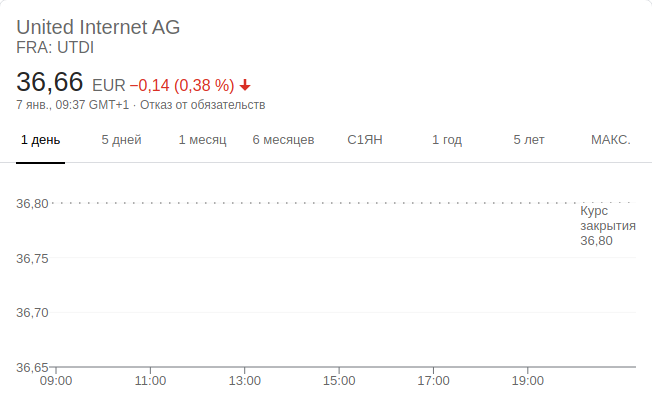 United Internet AG
FRA: UTDI
36,66 EUR −0,14 (0,38 %)
7 янв., 09:37 GMT+1 · Отказ от обязательств
1 день 5 дней 1 месяц 6 месяцев С1ЯН 1 год 5 лет МАКС.
36,80
Курс
закрытия
36,80
36,75
36,70
36,65
09:00 11:00 13:00 15:00 17:00 19:00